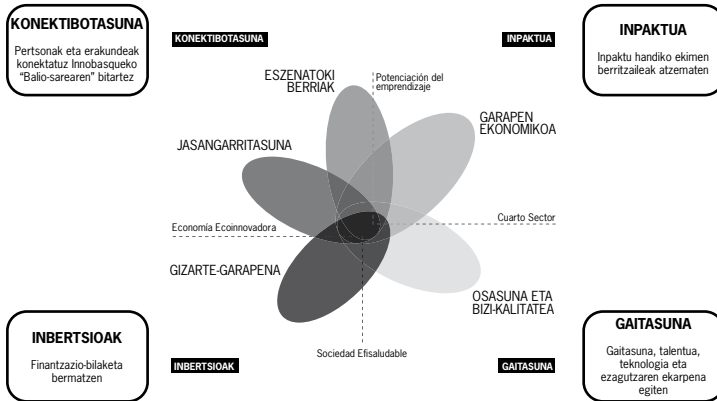 KONEKTIBOTASUNA
Pertsonak eta erakundeak
konektatuz Innobasqueko
“Balio-sarearen” bitartez
KONEKTIBOTASUNA
INPAKTUA
INPAKTUA
Inpaktu handiko ekimen
berritzaileak atzematen
ESZENATOKI
BERRIAK
Potenciación del
emprendizaje
GARAPEN
EKONOMIKOA
JASANGARRITASUNA
Economía Ecoinnovadora
Cuarto Sector
GIZARTE-GARAPENA
OSASUNA ETA
BIZI-KALITATEA
Sociedad Efisaludable
INBERTSIOAK
Finantzazio-bilaketa
bermatzen
INBERTSIOAK
GAITASUNA
GAITASUNA
Gaitasuna, talentua,
teknologia eta
ezagutzaren ekarpena
egiten